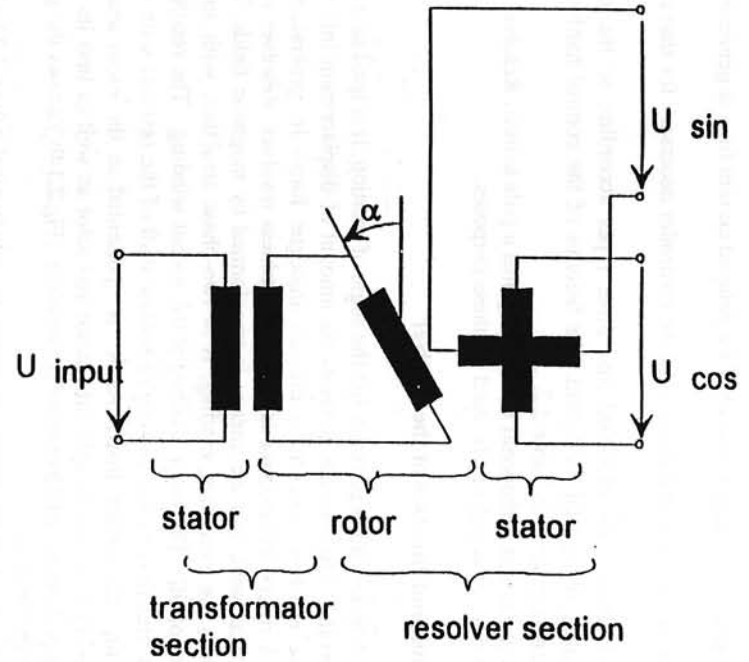 U sin
α
U input
U cos
stator
rotor
stator
transformator
section
resolver section